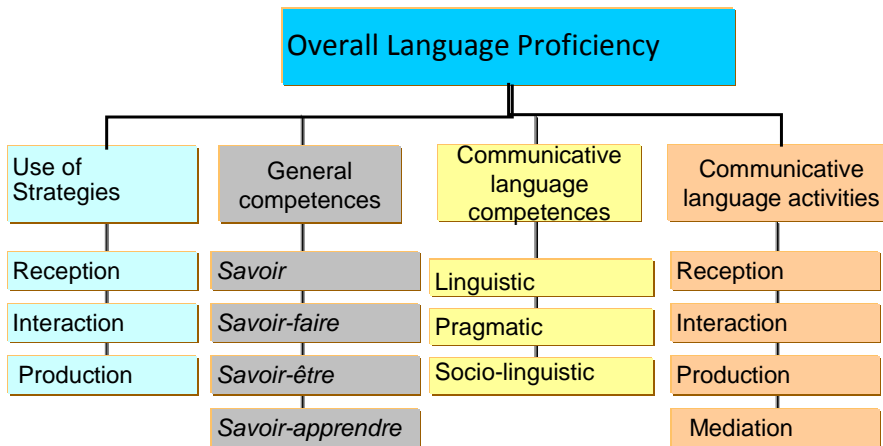 Overall Language Proficiency
Use of
Strategies
Reception
Interaction
Production
General
competences
Savoir
Savoir-faire
Savoir-être
Savoir-apprendre
Communicative
language
competences
Linguistic
Pragmatic
Socio-linguistic
Communicative
language activities
Reception
Interaction
Production
Mediation